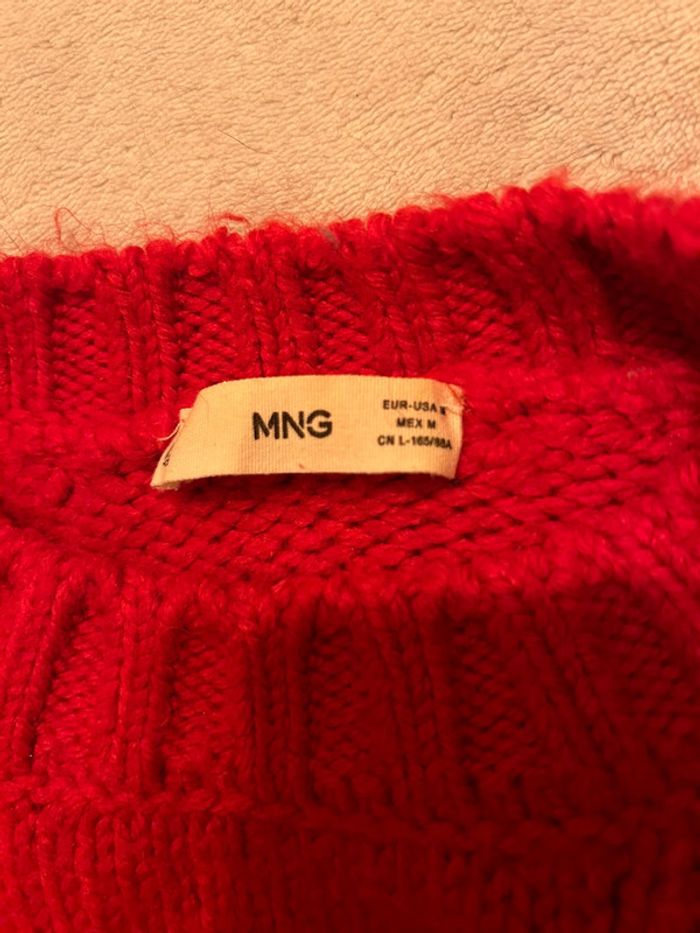 MNG
EUR-USA
MEX M
CN L-165/88A